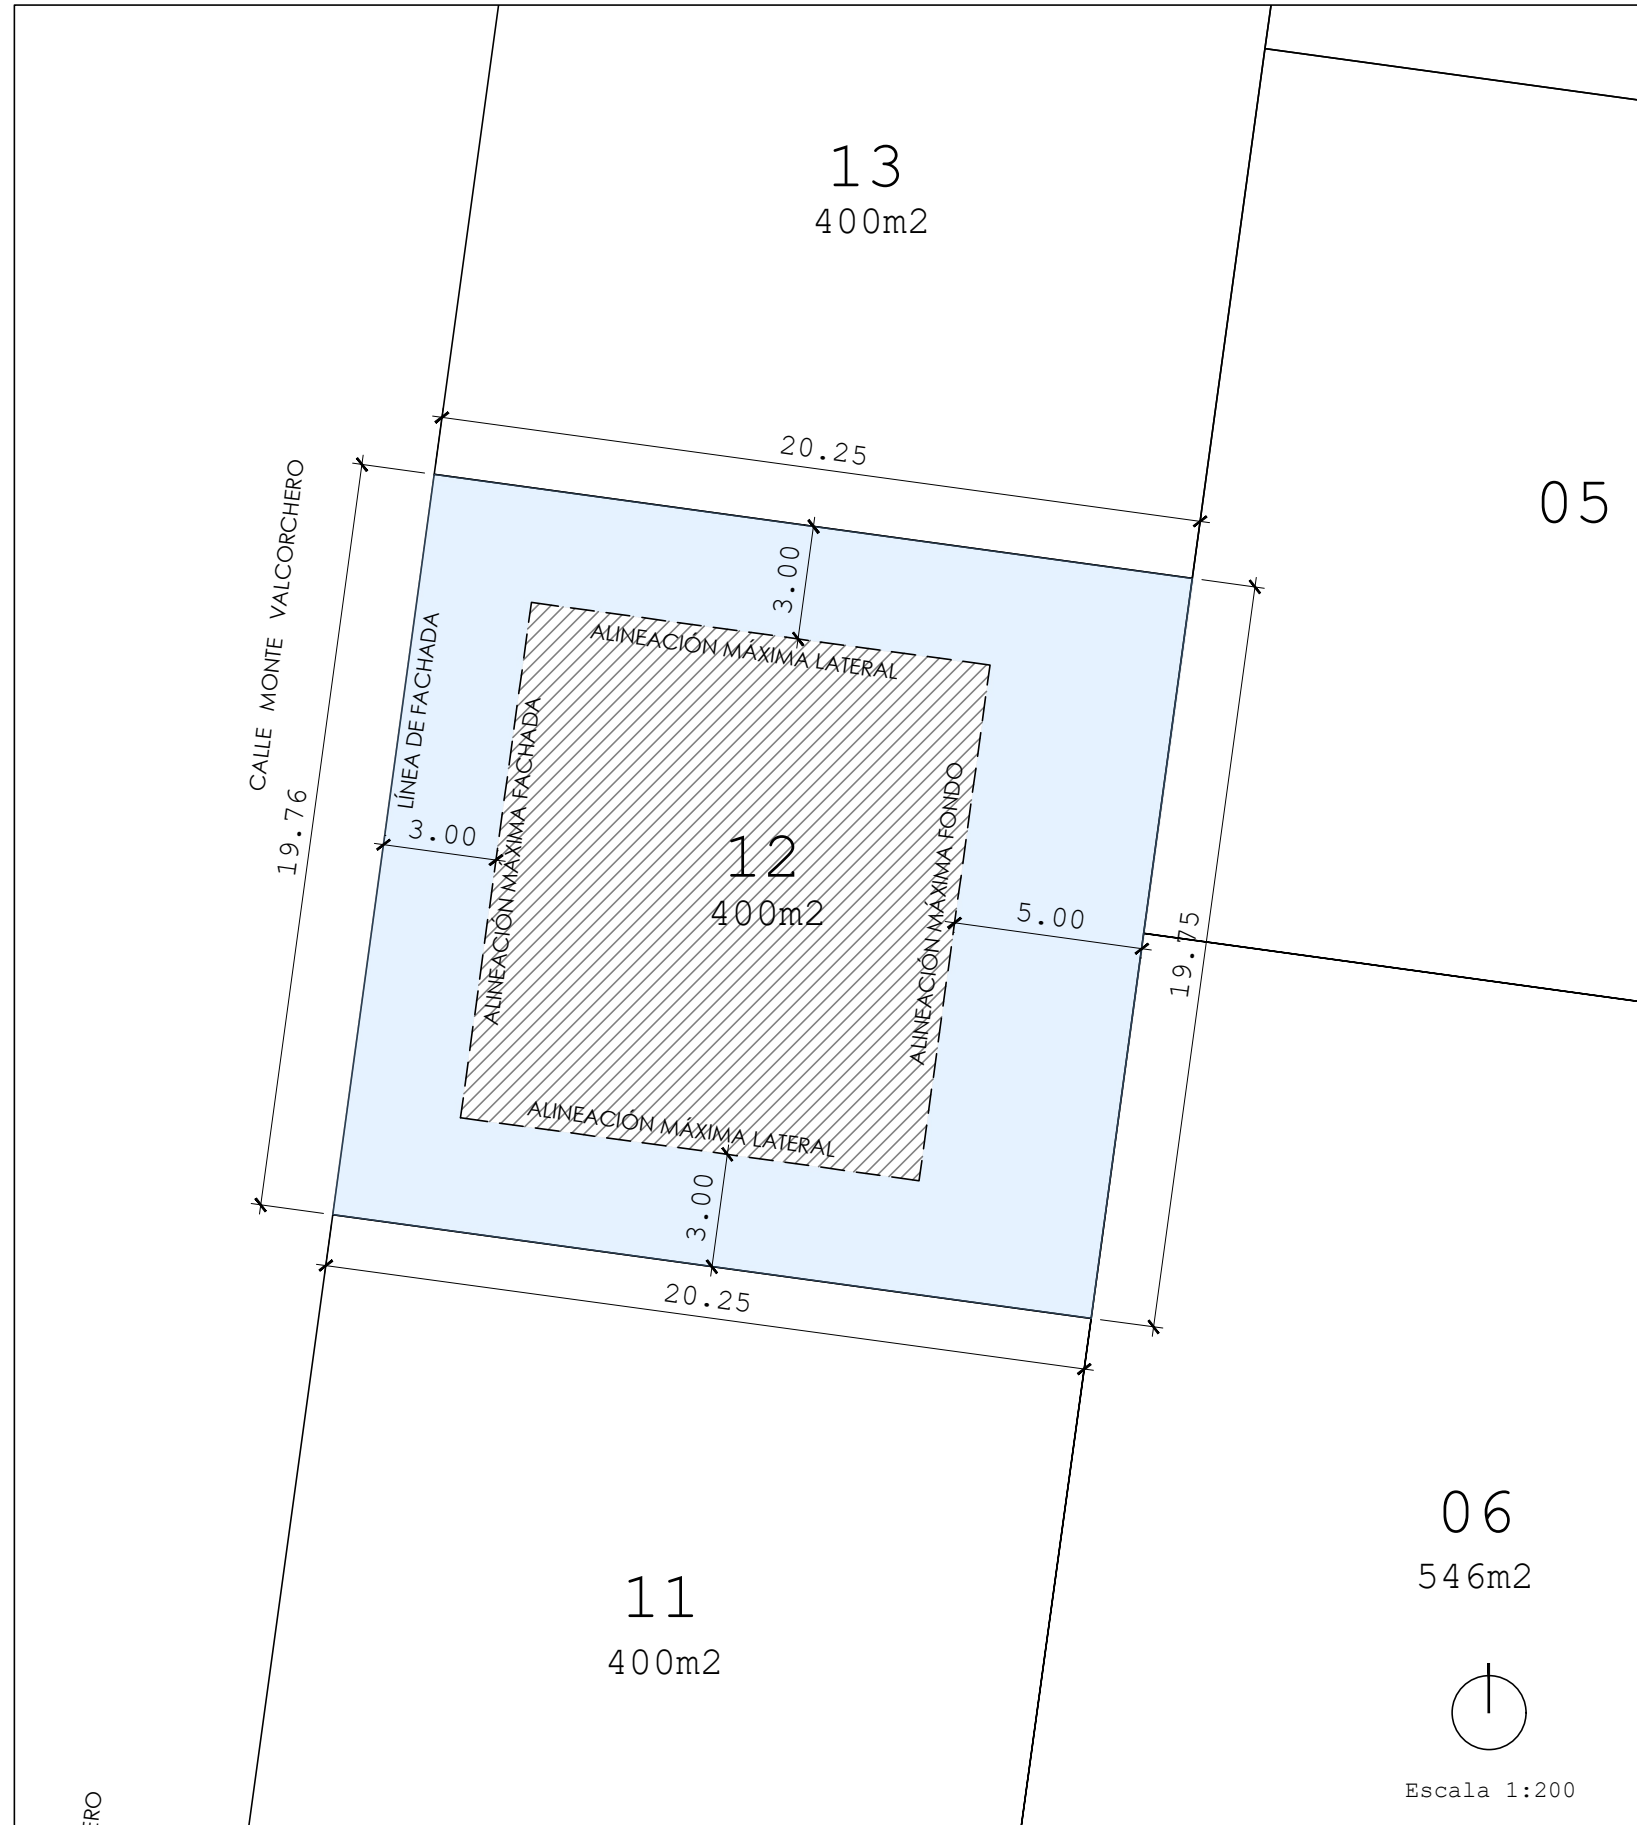 13
400m2
20.25
05
CALLE MONTE VALCORCHERO
19.76
LÍNEA DE FACHADA
3.00
ALINEACIÓN MÁXIMA LATERAL
ALINEACIÓN MÁXIMA FACHADA
3.00
12
400m2
ALINEACIÓN MÁXIMA FONDO
5.00
19.75
ALINEACIÓN MÁXIMA LATERAL
3.00
20.25
11
400m2
06
546m2
Escala 1:200